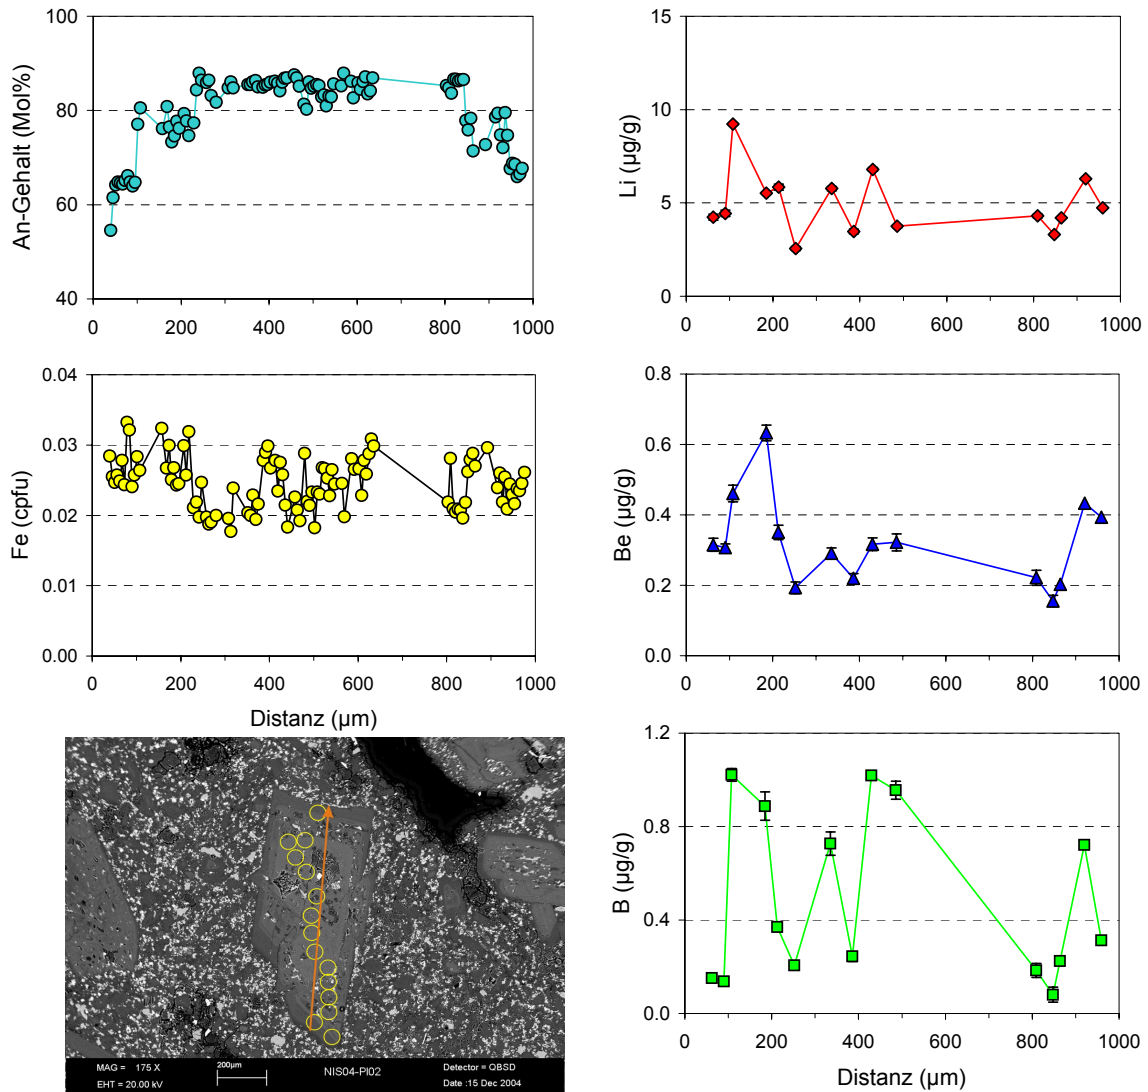 100
80
60
40
An-Gehalt (Mol%)
0 200 400 600 800 1000
15
10
5
0
Li (µg/g)
0 200 400 600 800 1000
0.04
0.03
0.02
0.01
0.00
Fe (cpfu)
0 200 400 600 800 1000
Distanz (µm)
0.8
0.6
0.4
0.2
0.0
Be (µg/g)
0 200 400 600 800 1000
MAG = 175 X
EHT = 20.00 kV
200µm
NIS04-Pl02
Detector = QBSD
Date :15 Dec 2004
1.2
0.8
0.4
0.0
B (µg/g)
0 200 400 600 800 1000
Distanz (µm)